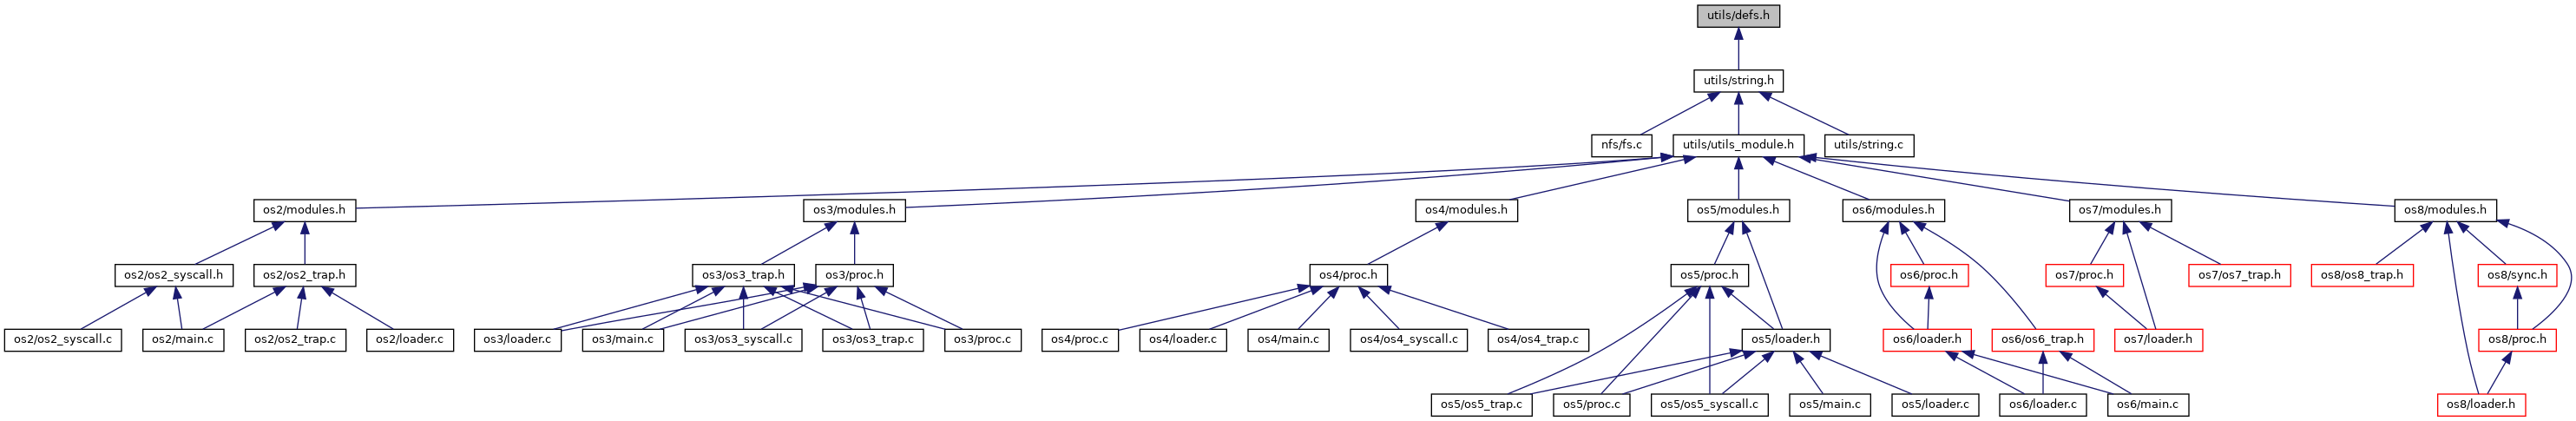 utils/defs.h
utils/string.h
nfs/fs.c
utils/utils_module.h
utils/string.c
os2/modules.h
os3/modules.h
os4/modules.h
os5/modules.h
os6/modules.h
os7/modules.h
os8/modules.h
os2/os2_syscall.h
os2/os2_trap.h
os3/os3_trap.h
os3/proc.h
os4/proc.h
os5/proc.h
os6/proc.h
os7/proc.h
os7/os7_trap.h
os8/os8_trap.h
os8/sync.h
os2/os2_syscall.c
os2/main.c
os2/os2_trap.c
os2/loader.c
os3/loader.c
os3/main.c
os3/os3_syscall.c
os3/os3_trap.c
os3/proc.c
os4/proc.c
os4/loader.c
os4/main.c
os4/os4_syscall.c
os4/os4_trap.c
os5/loader.h
os6/loader.h
os6/os6_trap.h
os7/loader.h
os8/proc.h
os5/os5_trap.c
os5/proc.c
os5/os5_syscall.c
os5/main.c
os5/loader.c
os6/loader.c
os6/main.c
os8/loader.h